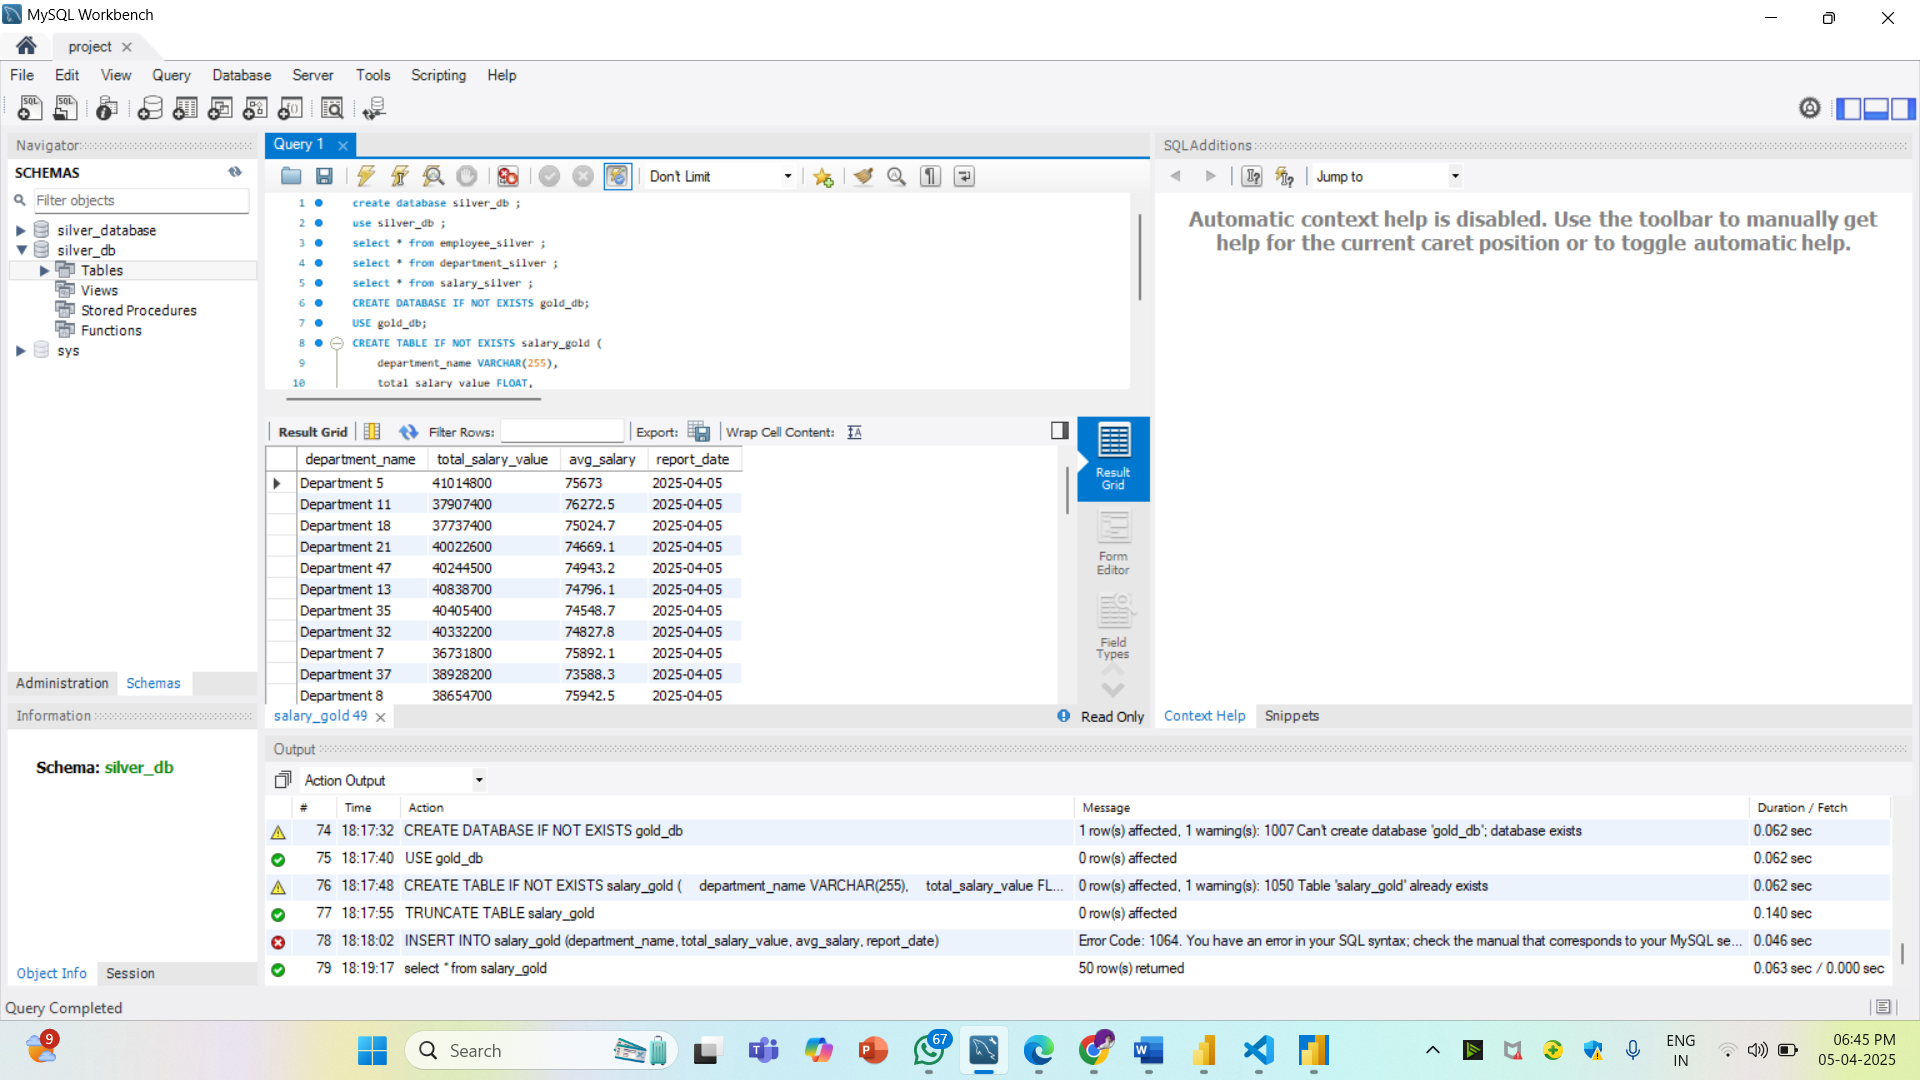 MySQL Workbench
project
File Edit View Query Database Server Tools Scripting Help
Navigator
SCHEMAS
Filter objects
silver_database
silver_db
Tables
Views
Stored Procedures
Functions
sys
Administration Schemas
Information
Schema: silver_db
Object Info Session
Query Completed
Query 1
Don't Limit
1 create database silver_db ;
2 use silver_db ;
3 select * from employee_silver ;
4 select * from department_silver ;
5 select * from salary_silver ;
6 CREATE DATABASE IF NOT EXISTS gold_db;
7 USE gold_db;
8 CREATE TABLE IF NOT EXISTS salary_gold (
9 department_name VARCHAR(255),
10 total_salary_value FLOAT,
Result Grid Filter Rows: Export: Wrap Cell Content:
department_name total_salary_value avg_salary report_date
Department 5 41014800 75673 2025-04-05
Department 11 37907400 76272.5 2025-04-05
Department 18 37737400 75024.7 2025-04-05
Department 21 40022600 74669.1 2025-04-05
Department 47 40244500 74943.2 2025-04-05
Department 13 40838700 74796.1 2025-04-05
Department 35 40405400 74548.7 2025-04-05
Department 32 40332200 74827.8 2025-04-05
Department 7 36731800 75892.1 2025-04-05
Department 37 38928200 73588.3 2025-04-05
Department 8 38654700 75942.5 2025-04-05
Result
Grid
Form
Editor
Field
Types
salary_gold 49
Read Only
SQLAdditions
Jump to
Automatic context help is disabled. Use the toolbar to manually get
help for the current caret position or to toggle automatic help.
Context Help Snippets
Output
Action Output
# Time Action Message Duration / Fetch
74 18:17:32 CREATE DATABASE IF NOT EXISTS gold_db 1 row(s) affected, 1 warning(s): 1007 Can't create database 'gold_db'; database exists 0.062 sec
75 18:17:40 USE gold_db 0 row(s) affected 0.062 sec
76 18:17:48 CREATE TABLE IF NOT EXISTS salary_gold ( department_name VARCHAR(255), total_salary_value FL... 0 row(s) affected, 1 warning(s): 1050 Table 'salary_gold' already exists 0.062 sec
77 18:17:55 TRUNCATE TABLE salary_gold 0 row(s) affected 0.140 sec
78 18:18:02 INSERT INTO salary_gold (department_name, total_salary_value, avg_salary, report_date) Error Code: 1064. You have an error in your SQL syntax; check the manual that corresponds to your MySQL se... 0.046 sec
79 18:19:17 select * from salary_gold 50 row(s) returned 0.063 sec / 0.000 sec
9
Search
67
ENG
IN
06:45 PM
05-04-2025